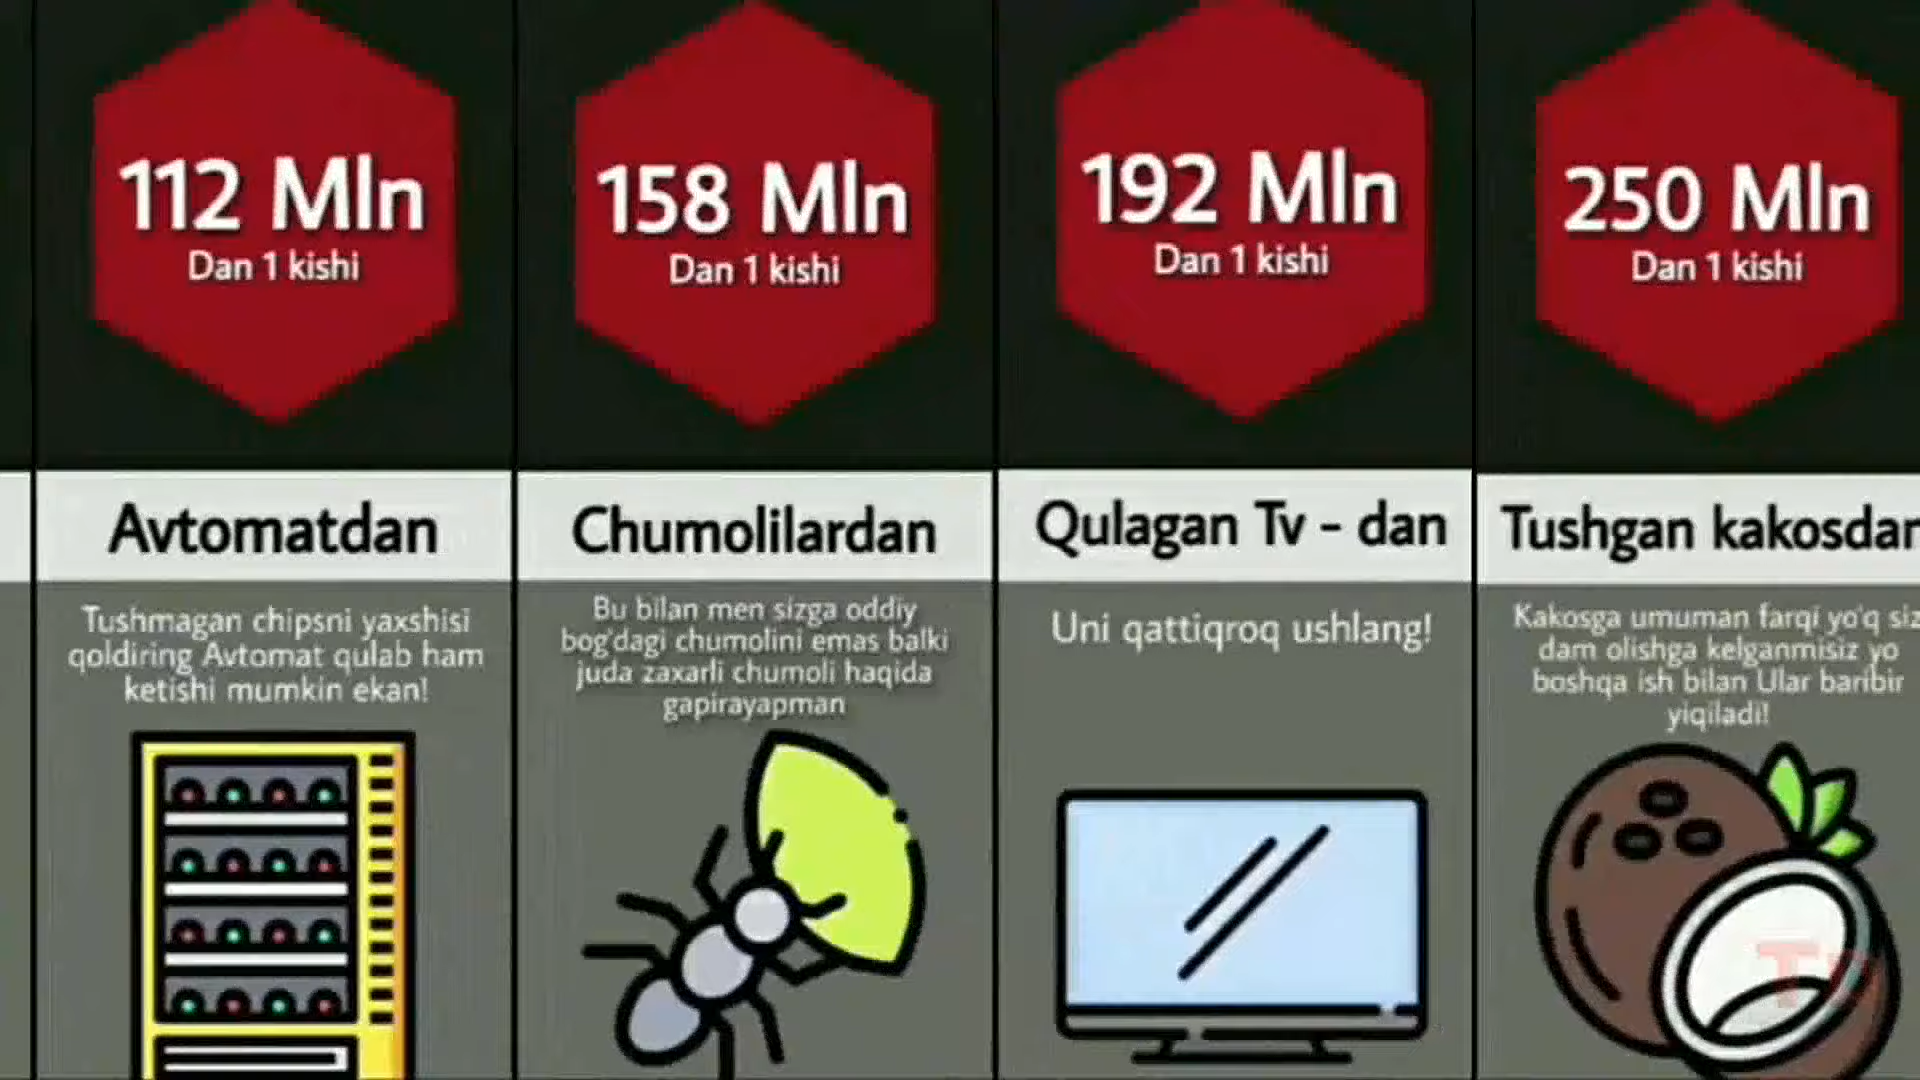 112 Mln
Dan 1 kishi
Avtomatdan
Tushmagan chipsni yaxshisi
qoldiring Avtomat qulab ham
ketishi mumkin ekan!
158 Mln
Dan 1 kishi
Chumolilardan
Bu bilan men sizga oddiy
bog'dagi chumolini emas balki
juda zaxarli chumoli haqida
gapirayapman
192 Mln
Dan 1 kishi
Qulagan Tv - dan
Uni qattiqroq ushlang!
250 Mln
Dan 1 kishi
Tushgan kakosdan
Kakosga umuman farqi yo'q siz
dam olishga kelganmisiz yo
boshqa ish bilan Ular baribir
yiqiladi!